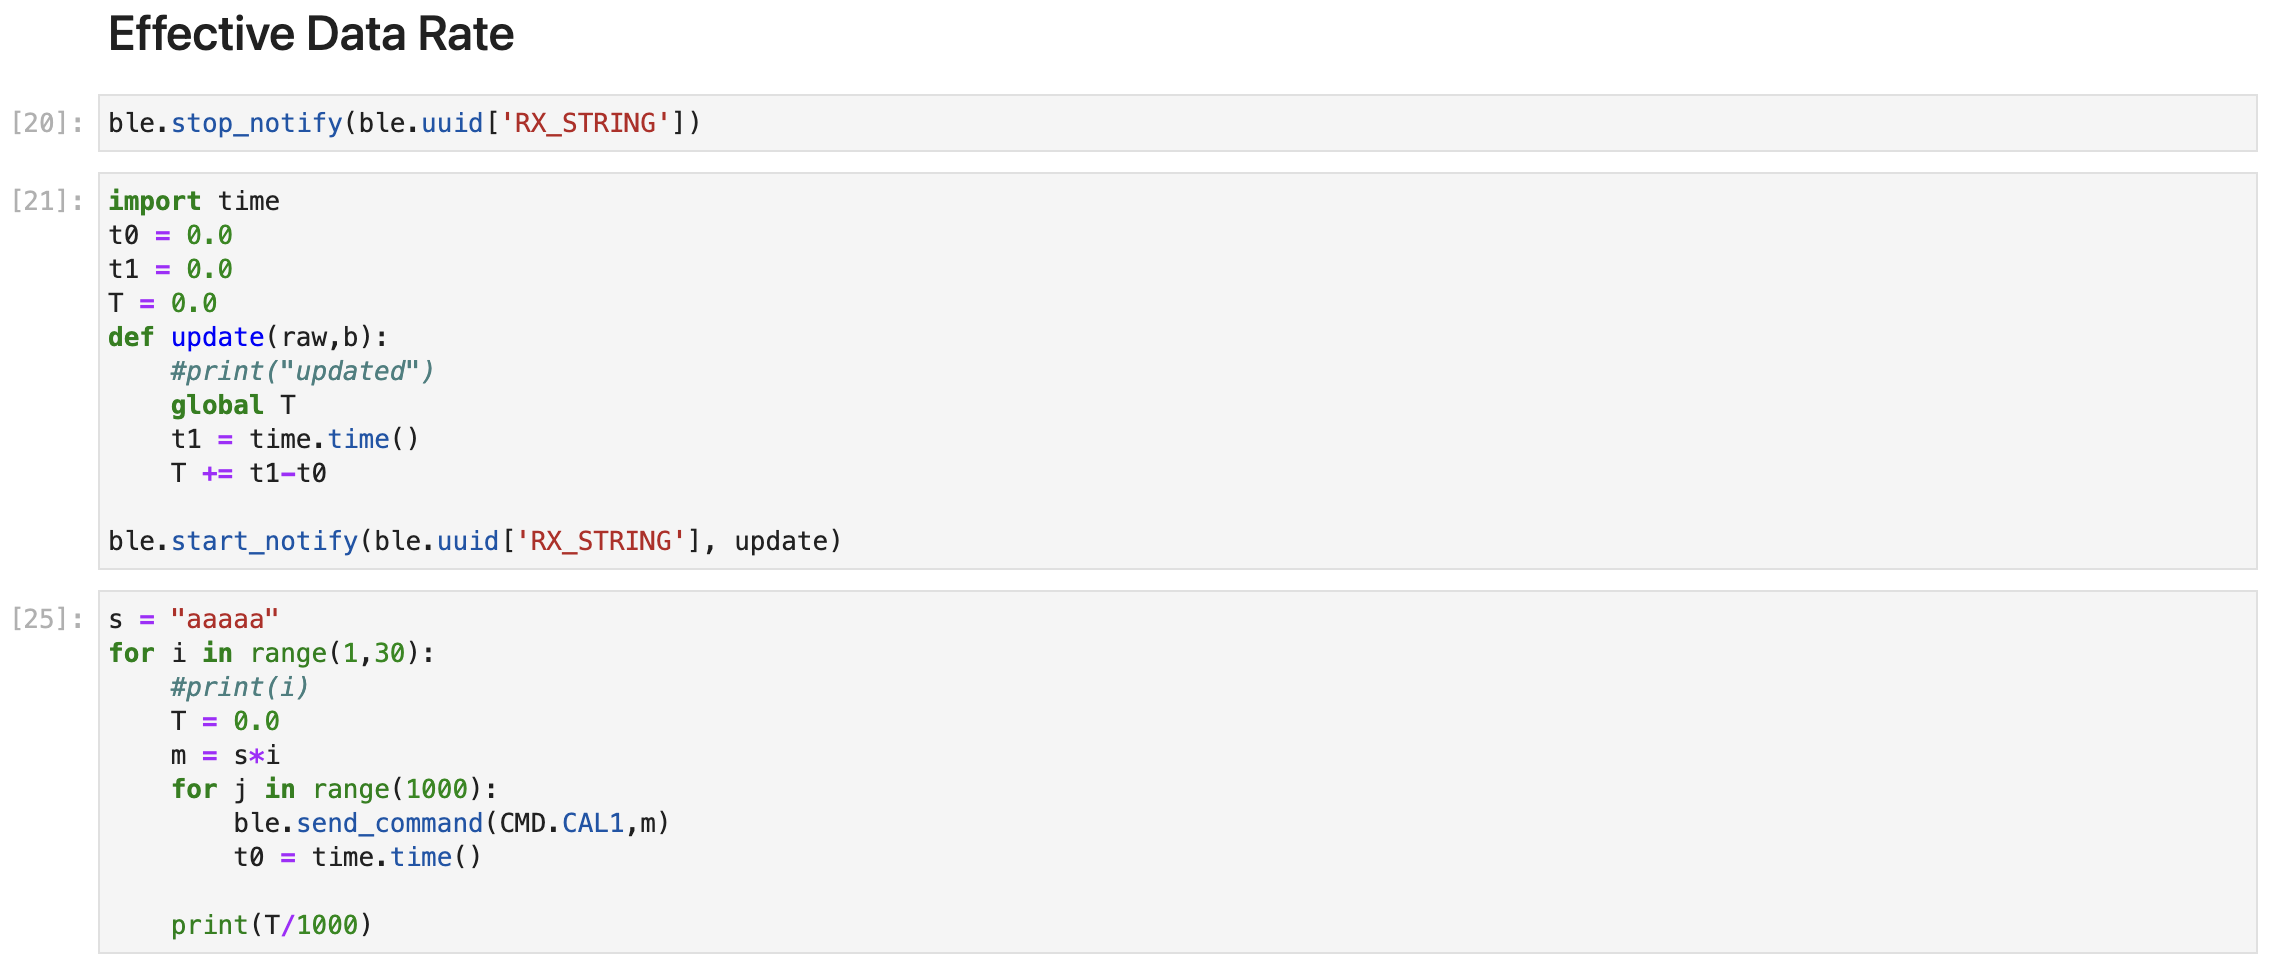 Effective Data Rate
[20]: ble.stop_notify(ble.uuid['RX_STRING'])
[21]: import time
t0 = 0.0
t1 = 0.0
T = 0.0
def update(raw,b):
    #print("updated")
    global T
    t1 = time.time()
    T += t1-t0
ble.start_notify(ble.uuid['RX_STRING'], update)
[25]: s = "aaaaa"
for i in range(1,30):
    #print(i)
    T = 0.0
    m = s*i
    for j in range(1000):
        ble.send_command(CMD.CAL1,m)
        t0 = time.time()
    print(T/1000)